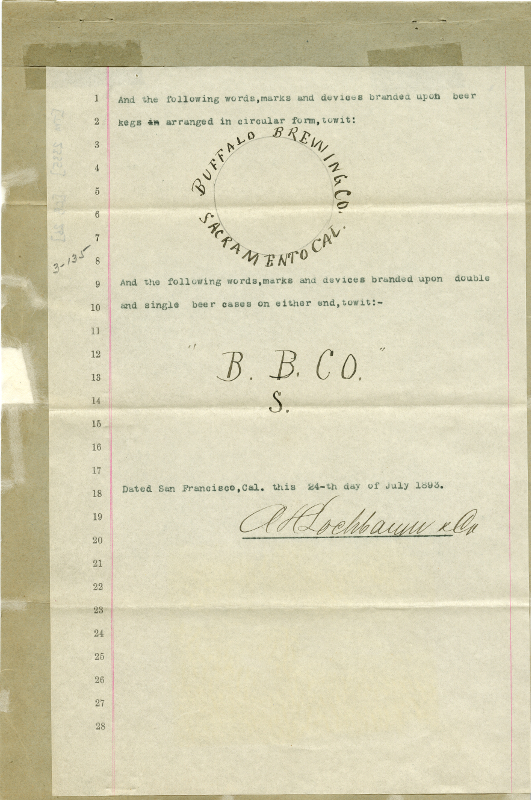 1 And the following words,marks and devices branded upon beer
2 kegs an arranged in circular form,towit:
3
BUFFALO BREWING CO.
4
5
6
SACRAMENTO CAL.
7
3-135
8
9 And the following words,marks and devices branded upon double
10 and single beer cases on either end,towit:-
11
12
13 "B. B. CO."
14 S.
15
16
17
18 Dated San Francisco,Cal. this 24-th day of July 1893.
19 A H Lochbaum & Co
20
21
22
23
24
25
26
27
28